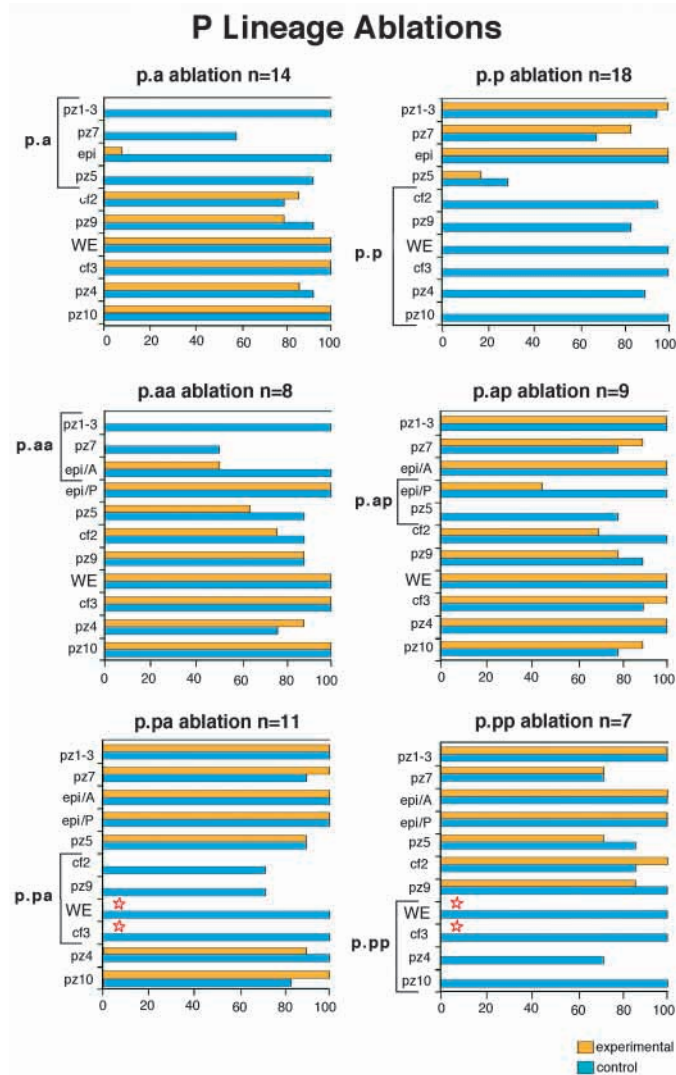 P Lineage Ablations
p.a ablation n=14
p.a
pz1-3
pz7
epi
pz5
cf2
pz9
WE
cf3
pz4
pz10
0 20 40 60 80 100
p.p ablation n=18
pz1-3
pz7
epi
pz5
p.p
cf2
pz9
WE
cf3
pz4
pz10
0 20 40 60 80 100
p.aa ablation n=8
p.aa
pz1-3
pz7
epi/A
epi/P
pz5
cf2
pz9
WE
cf3
pz4
pz10
0 20 40 60 80 100
p.ap ablation n=9
pz1-3
pz7
epi/A
p.ap
epi/P
pz5
cf2
pz9
WE
cf3
pz4
pz10
0 20 40 60 80 100
p.pa ablation n=11
pz1-3
pz7
epi/A
epi/P
pz5
p.pa
cf2
pz9
WE
cf3
pz4
pz10
0 20 40 60 80 100
p.pp ablation n=7
pz1-3
pz7
epi/A
epi/P
pz5
cf2
pz9
p.pp
WE
cf3
pz4
pz10
0 20 40 60 80 100
experimental
control